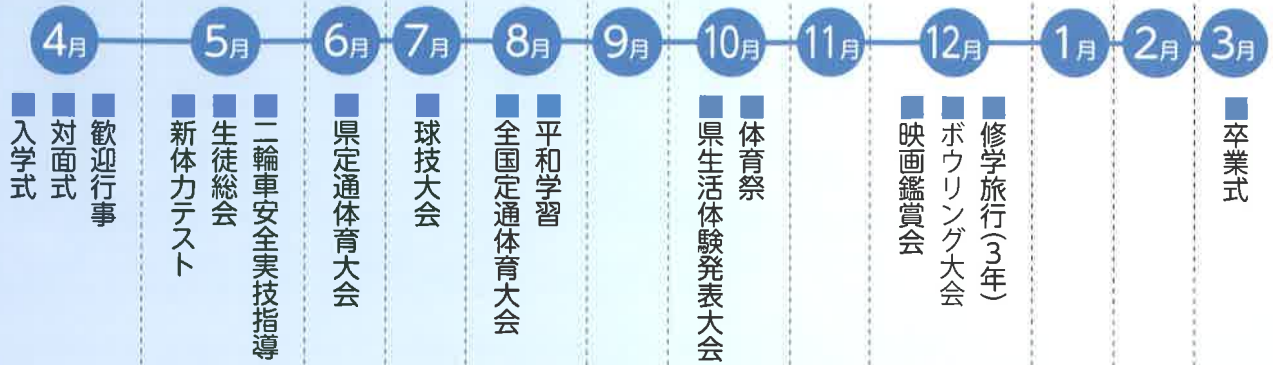 4月
入学式
対面式
歓迎行事
5月
新体力テスト
生徒総会
二輪車安全実技指導
6月
県定通体育大会
7月
球技大会
8月
全国定通体育大会
平和学習
9月
10月
県生活体験発表大会
体育祭
11月
12月
映画鑑賞会
ボウリング大会
修学旅行(3年)
1月
2月
3月
卒業式